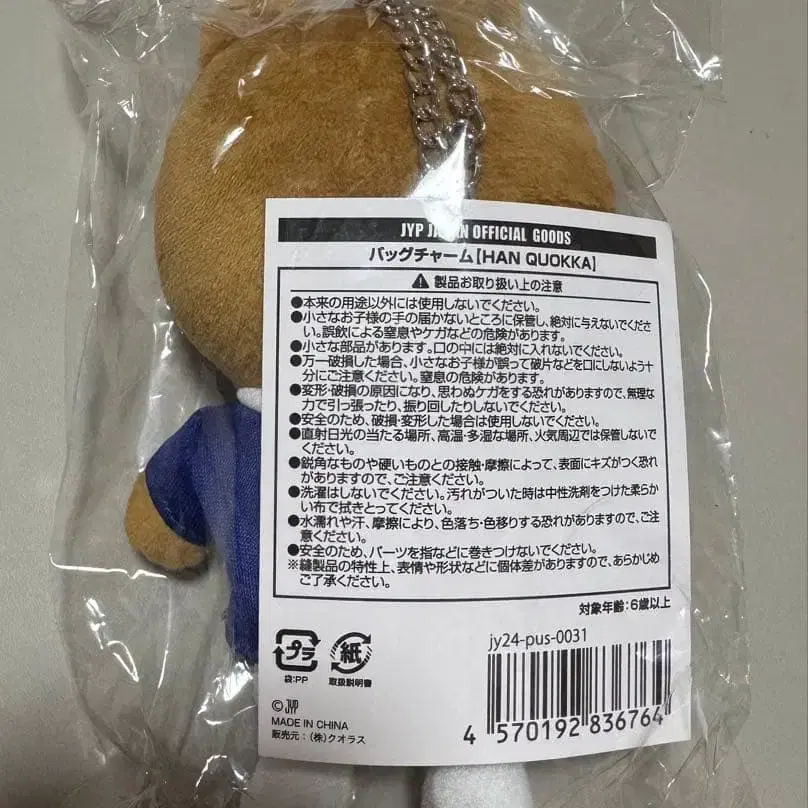 JYP JAPAN OFFICIAL GOODS
バッグチャーム【HAN QUOKKA】
製品お取り扱い上の注意
●本来の用途以外には使用しないでください。
●小さなお子様の手の届かないところに保管し、絶対に与えないでくださ
い。誤飲による窒息やケガなどの危険があります。
●小さな部品があります。口の中には絶対に入れないでください。
●万一破損した場合、小さなお子様が誤って破片などを口にしないよう十
分にご注意ください。窒息の危険があります。
●変形・破損の原因になり、思わぬケガをする恐れがありますので、無理な
力で引っ張ったり、振り回したりしないでください。
●安全のため、破損・変形した場合は使用しないでください。
●直射日光の当たる場所、高温・多湿な場所、火気周辺では保管しないで
ください。
●鋭角なものや硬いものとの接触・摩擦によって、表面にキズがつく恐れ
がありますので、ご注意ください。
●洗濯はしないでください。汚れがついた時は中性洗剤をつけた柔らか
い布で拭きとってください。
●水濡れや汗、摩擦により、色落ち・色移りする恐れがありますので、ご注
意ください。
●安全のため、パーツを指などに巻きつけないでください。
※縫製品の特性上、表情や形状などに個体差がありますので、あらかじめ
ご了承ください。
対象年齢:6歳以上
jy24-pus-0031
プラ
紙
袋:PP
取扱説明書
©JYP
MADE IN CHINA
販売元:(株)クオラス
4 570192 836764